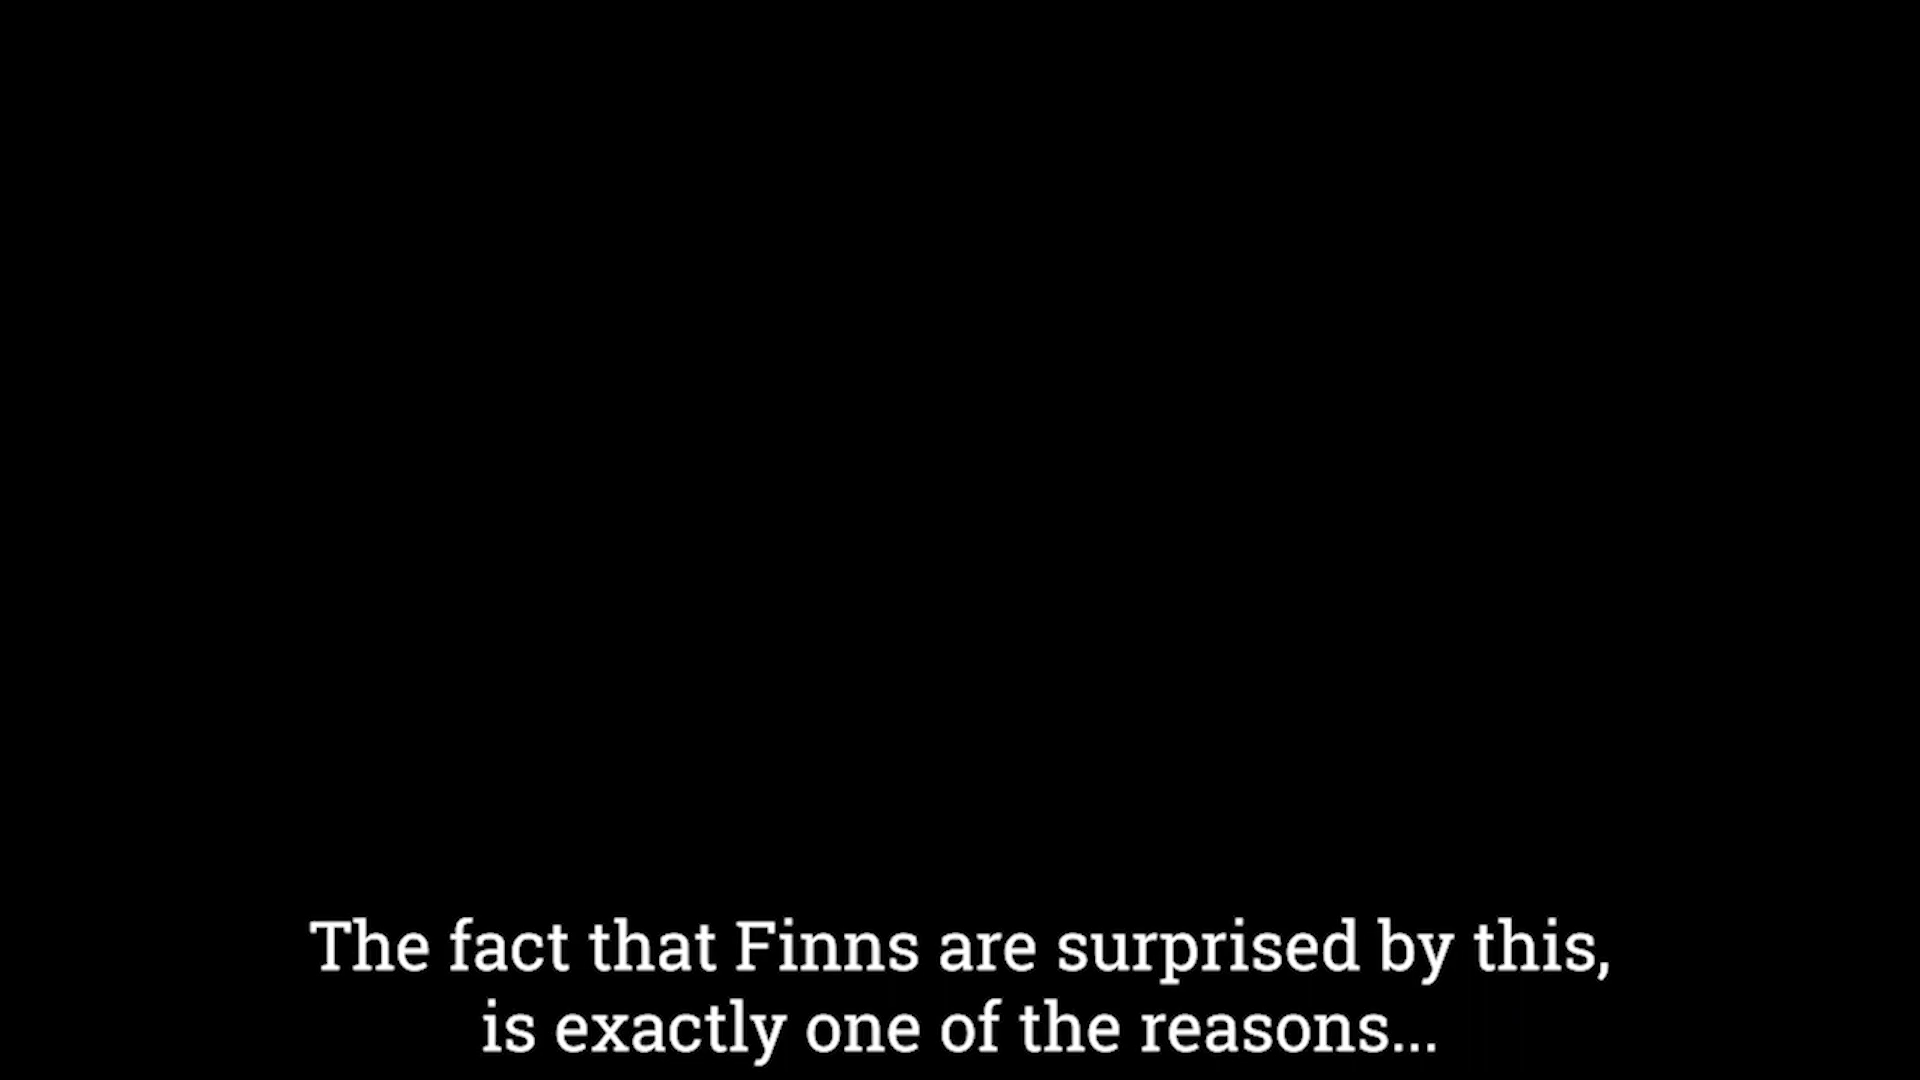 The fact that Finns are surprised by this,
is exactly one of the reasons...